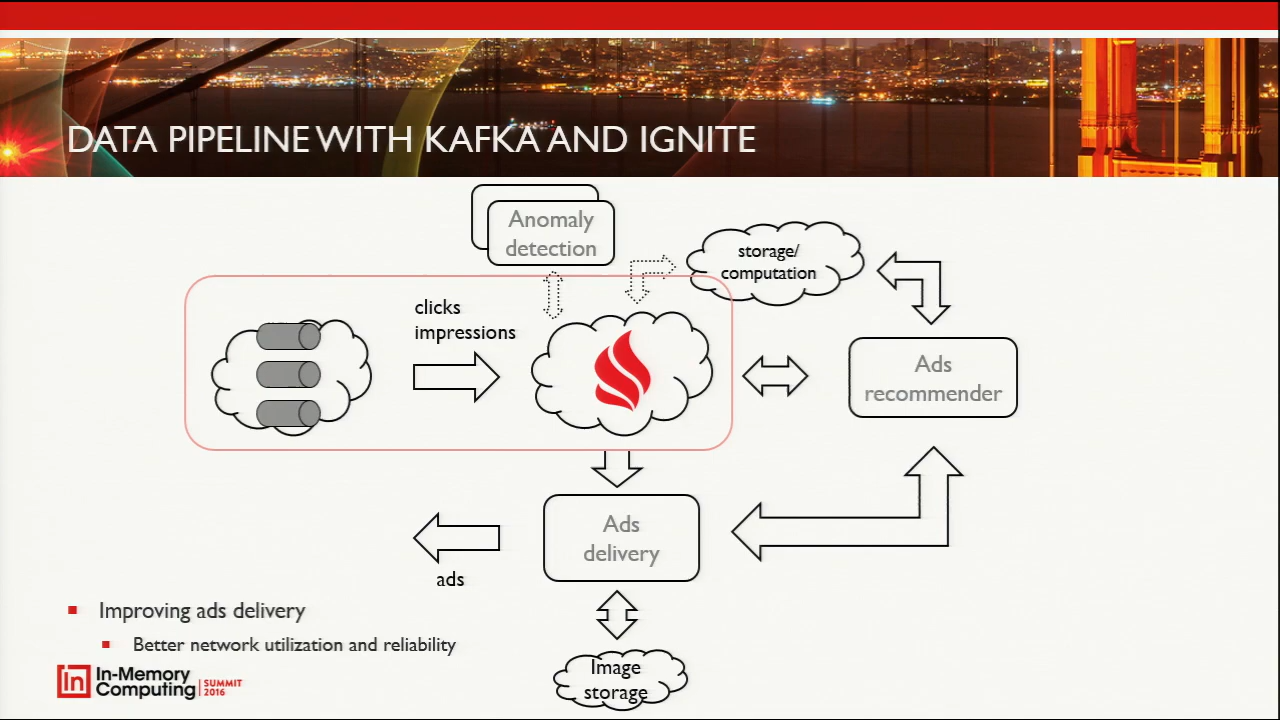 DATA PIPELINE WITH KAFKA AND IGNITE
Anomaly
detection
storage/
computation
clicks
impressions
Ads
recommender
Ads
delivery
ads
Improving ads delivery
Better network utilization and reliability
Image
storage
in In-Memory
Computing
SUMMIT
2016